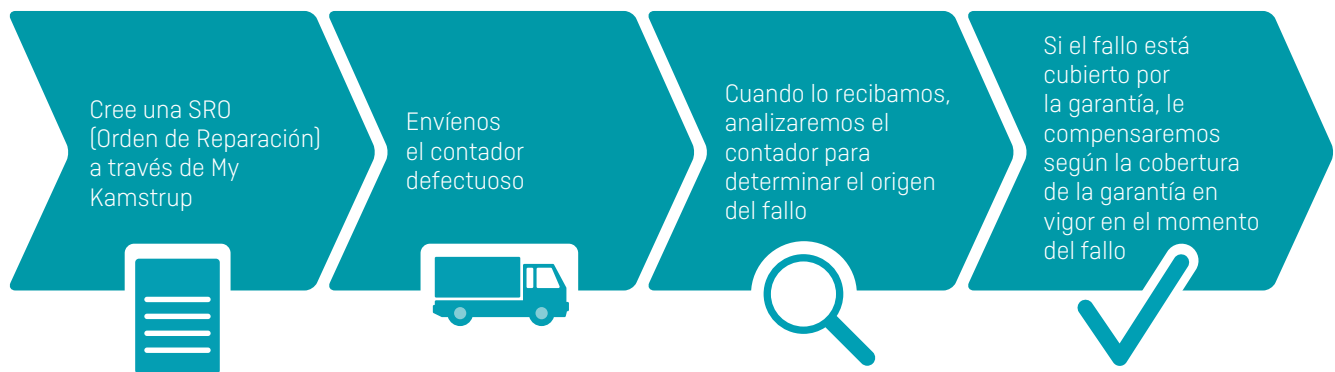 Cree una SRO
(Orden de Reparación)
a través de My
Kamstrup
Envíenos
el contador
defectuoso
Cuando lo recibamos,
analizaremos el
contador para
determinar el origen
del fallo
Si el fallo está
cubierto por
la garantía, le
compensaremos
según la cobertura
de la garantía en
vigor en el momento
del fallo